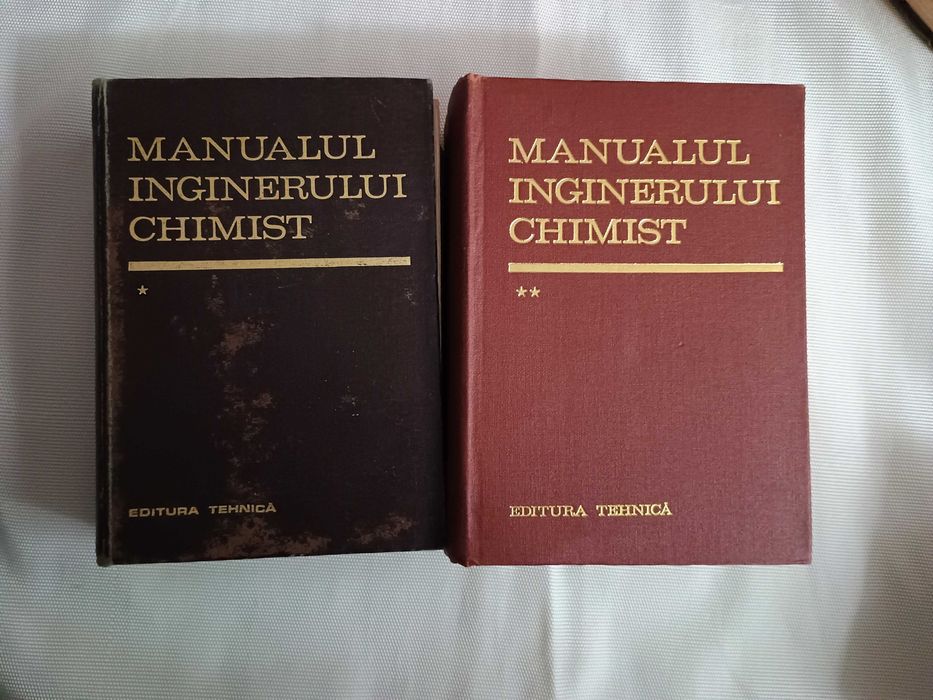 MANUALUL
INGINERULUI
CHIMIST
*
EDITURA TEHNICĂ
MANUALUL
INGINERULUI
CHIMIST
**
EDITURA TEHNICĂ